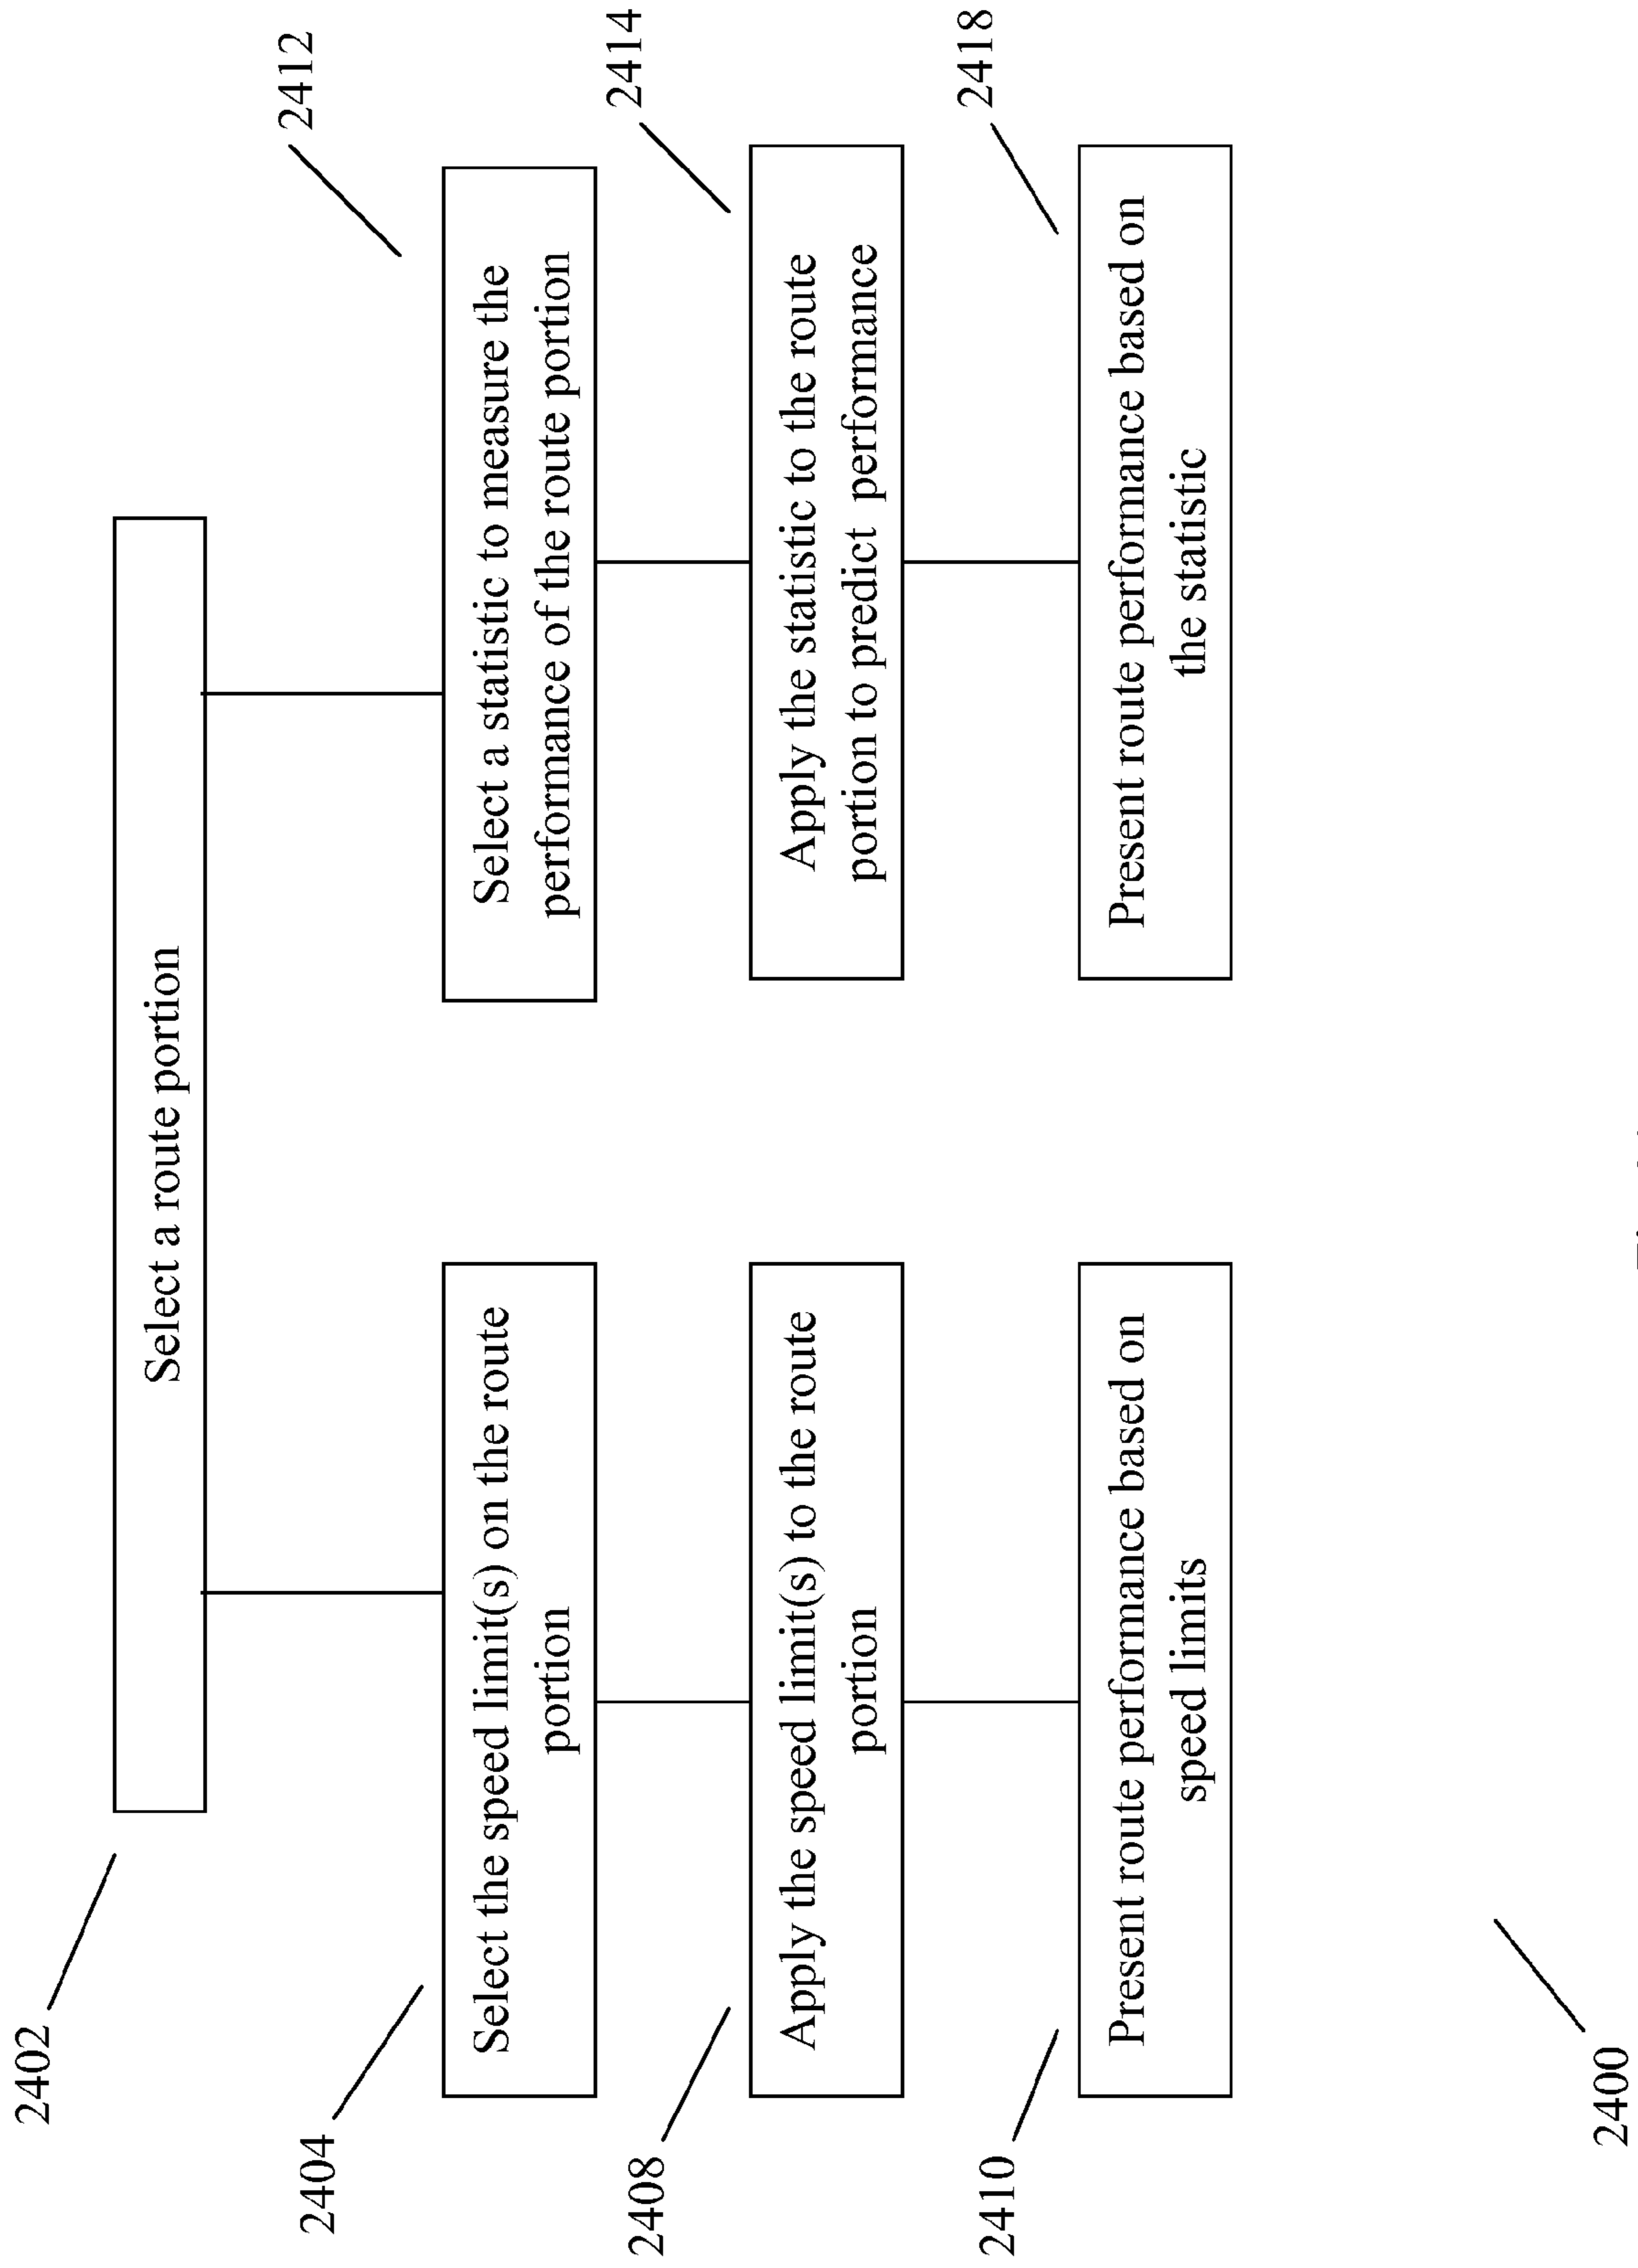 2402
Select a route portion
2404
Select the speed limit(s) on the route
portion
2412
Select a statistic to measure the
performance of the route portion
2408
Apply the speed limit(s) to the route
portion
2414
Apply the statistic to the route
portion to predict performance
2410
Present route performance based on
speed limits
2418
Present route performance based on
the statistic
2400